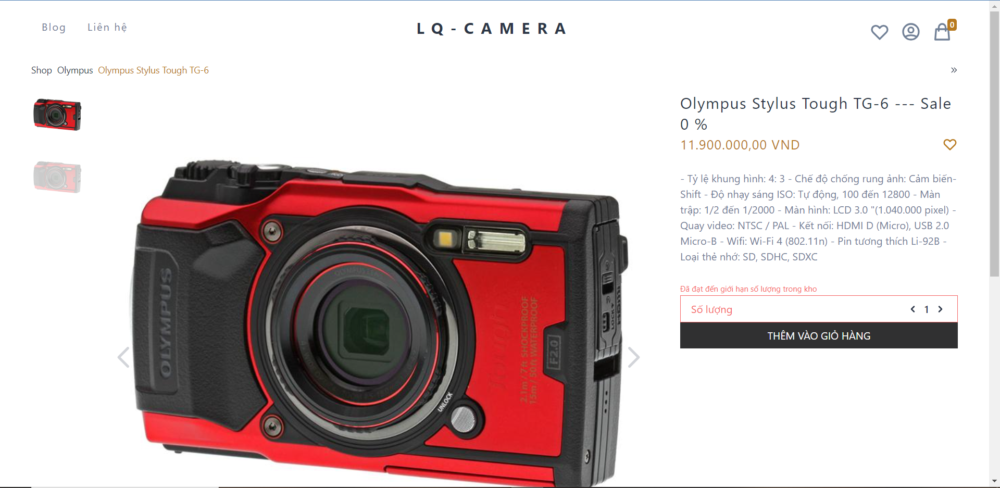 Blog
Liên hệ
LQ-CAMERA
0
Shop Olympus Olympus Stylus Tough TG-6
»
Olympus Stylus Tough TG-6 --- Sale
0 %
11.900.000,00 VND
- Tỷ lệ khung hình: 4: 3 - Chế độ chống rung ảnh: Cảm biến-
Shift - Độ nhạy sáng ISO: Tự động, 100 đến 12800 - Màn
trập: 1/2 đến 1/2000 - Màn hình: LCD 3.0 "(1.040.000 pixel) -
Quay video: NTSC / PAL - Kết nối: HDMI D (Micro), USB 2.0
Micro-B - Wifi: Wi-Fi 4 (802.11n) - Pin tương thích Li-92B -
Loại thẻ nhớ: SD, SDHC, SDXC
Đã đạt đến giới hạn số lượng trong kho
Số lượng
1
THÊM VÀO GIỎ HÀNG
OLYMPUS
OLYMPUS
Tough
2.1m/7ft SHOCKPROOF
15m/50ft WATERPROOF
F2.0
UNLOCK
LOCK
HDMI